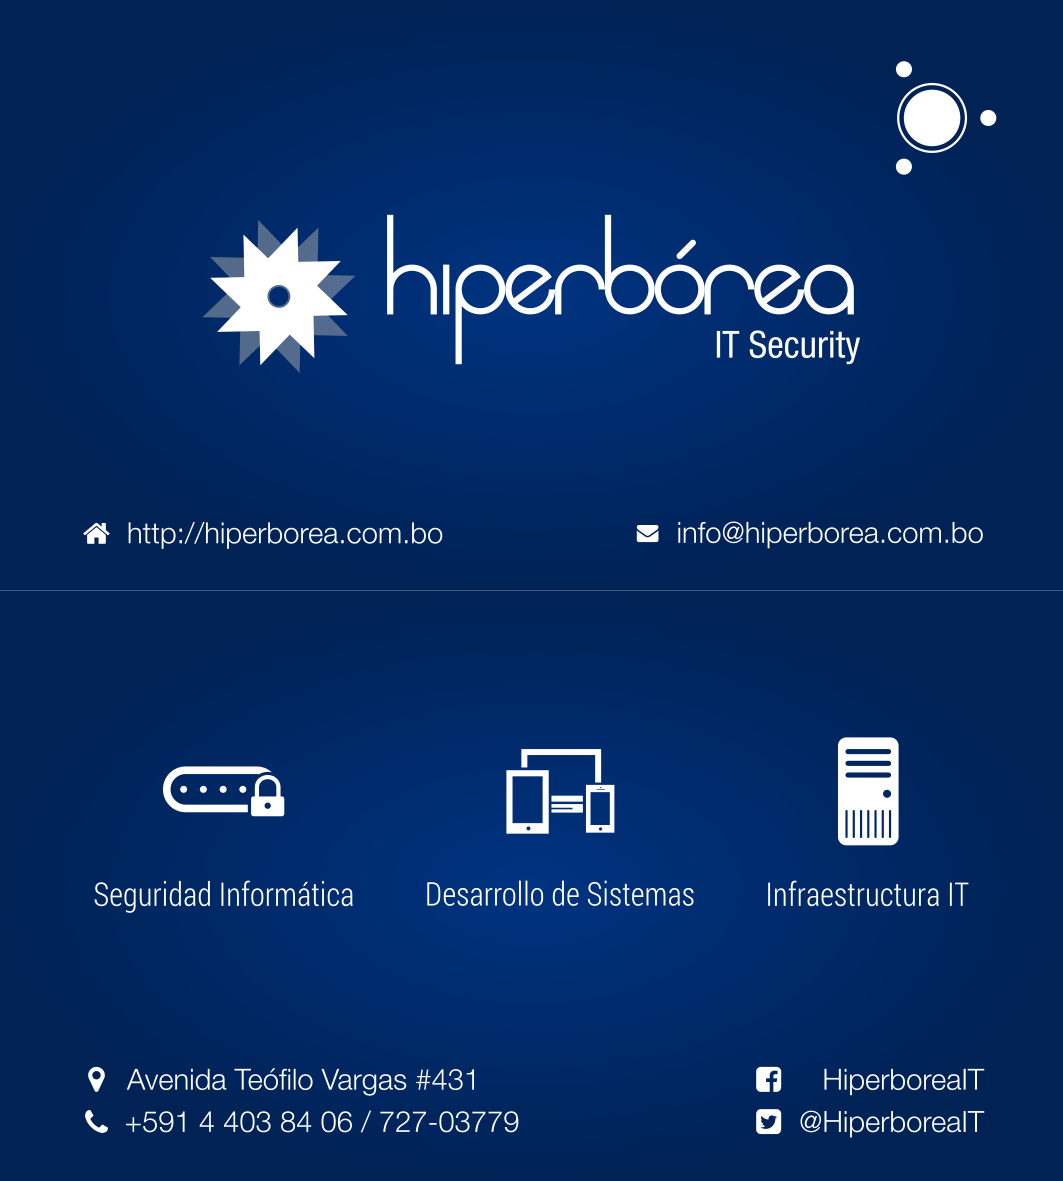 hiperbórea
IT Security
http://hiperborea.com.bo
info@hiperborea.com.bo
Seguridad Informática
Desarrollo de Sistemas
Infraestructura IT
Avenida Teófilo Vargas #431
+591 4 403 84 06 / 727-03779
HiperboreaIT
@HiperboreaIT